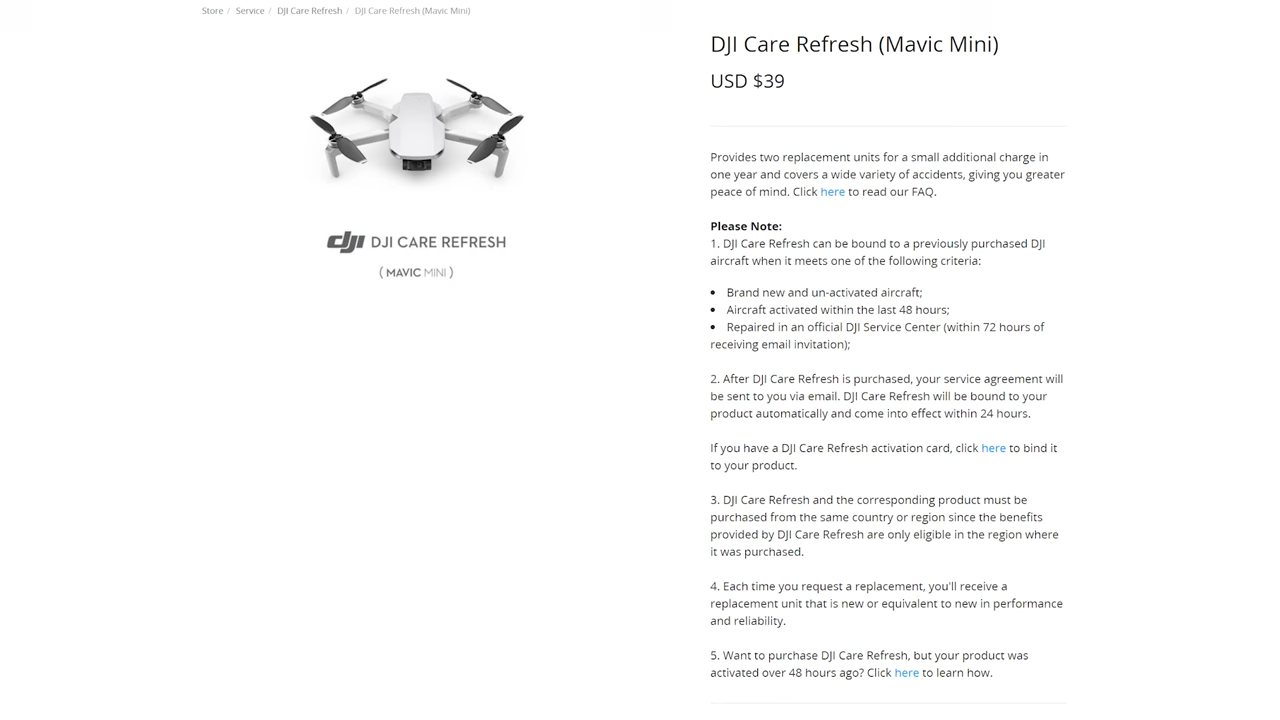 Store / Service / DJI Care Refresh / DJI Care Refresh (Mavic Mini)
dji DJI CARE REFRESH
( MAVIC MINI )
DJI Care Refresh (Mavic Mini)
USD $39
Provides two replacement units for a small additional charge in
one year and covers a wide variety of accidents, giving you greater
peace of mind. Click here to read our FAQ.
Please Note:
1. DJI Care Refresh can be bound to a previously purchased DJI
aircraft when it meets one of the following criteria:
• Brand new and un-activated aircraft;
• Aircraft activated within the last 48 hours;
• Repaired in an official DJI Service Center (within 72 hours of
receiving email invitation);
2. After DJI Care Refresh is purchased, your service agreement will
be sent to you via email. DJI Care Refresh will be bound to your
product automatically and come into effect within 24 hours.
If you have a DJI Care Refresh activation card, click here to bind it
to your product.
3. DJI Care Refresh and the corresponding product must be
purchased from the same country or region since the benefits
provided by DJI Care Refresh are only eligible in the region where
it was purchased.
4. Each time you request a replacement, you'll receive a
replacement unit that is new or equivalent to new in performance
and reliability.
5. Want to purchase DJI Care Refresh, but your product was
activated over 48 hours ago? Click here to learn how.